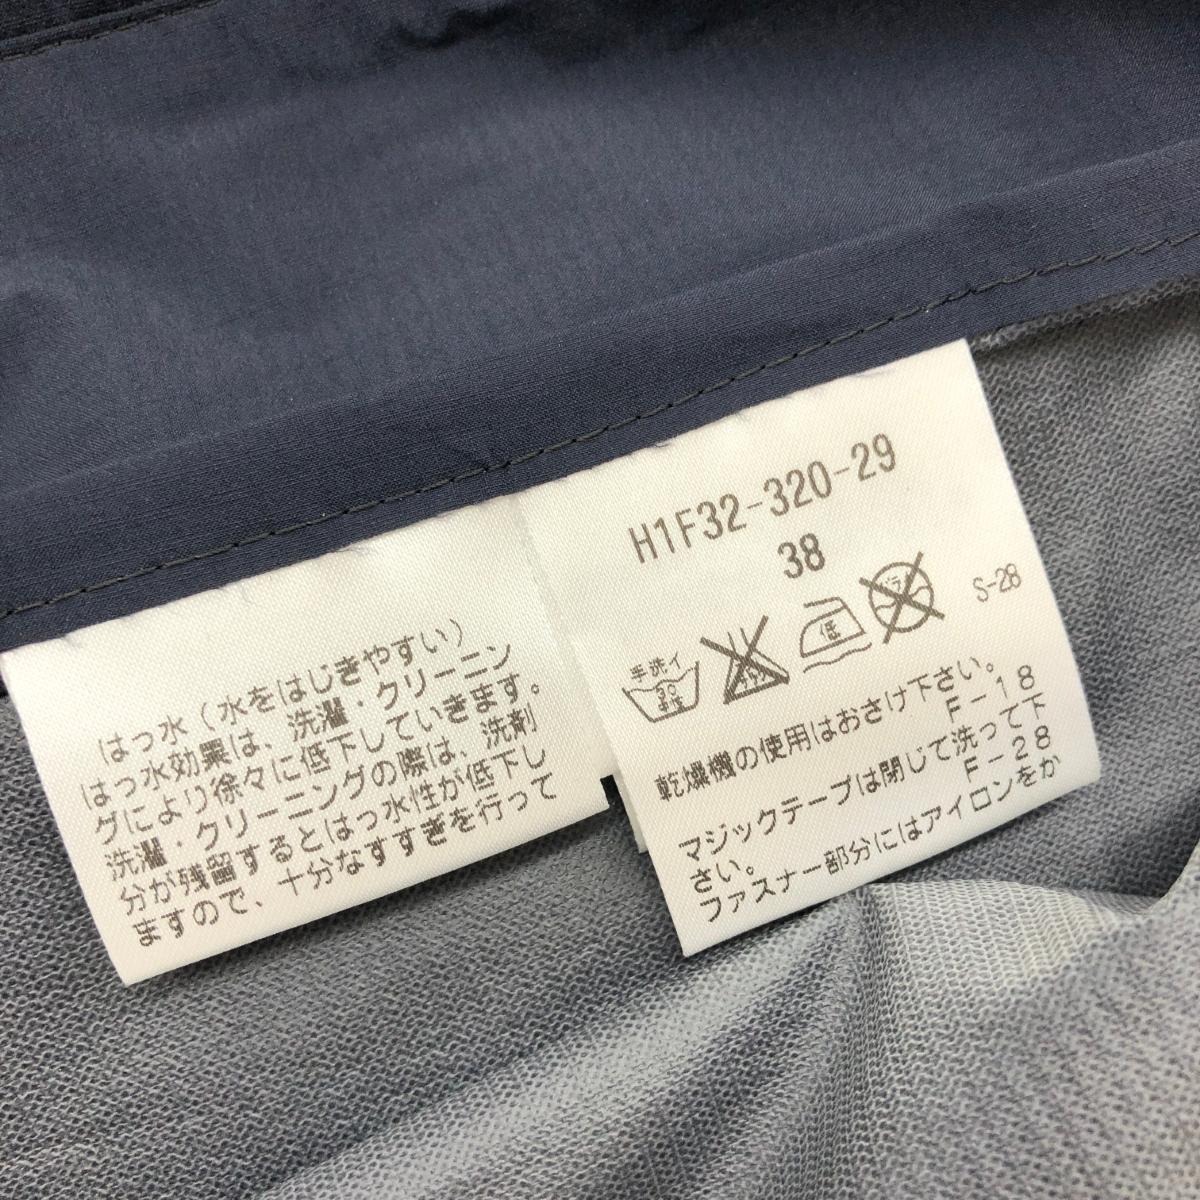 はっ水(水をはじきやすい)
はっ水効果は、洗濯・クリーニン
グにより徐々に低下していきます。
洗濯・クリーニングの際は、洗剤
分が残留するとはっ水性が低下し
ますので、十分なすすぎを行って
H1F32-320-29
38
手洗イ
30
中性
低
ドライ
S-28
乾燥機の使用はおさけ下さい。
F-18
マジックテープは閉じて洗って下
さい。
F-28
ファスナー部分にはアイロンをか